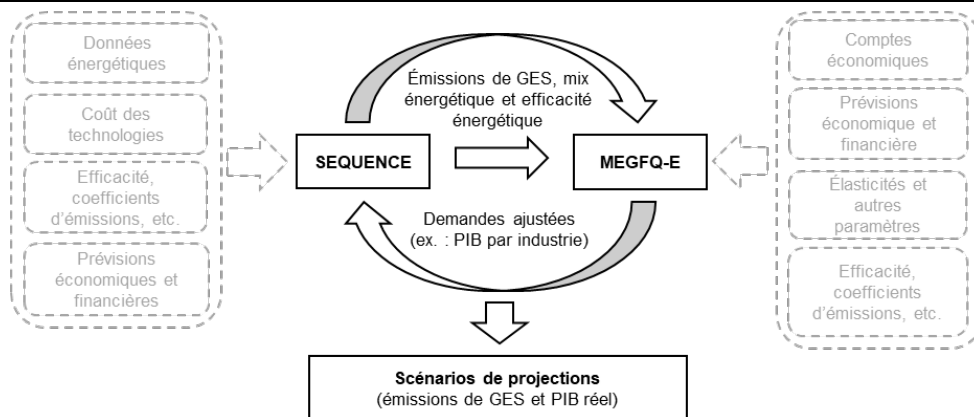 Données
énergétiques
Coût des
technologies
Efficacité,
coefficients
d'émissions, etc.
Prévisions
économiques et
financières
Émissions de GES, mix
énergétique et efficacité
énergétique
SEQUENCE
MEGFQ-E
Demandes ajustées
(ex. : PIB par industrie)
Comptes
économiques
Prévisions
économique et
financière
Élasticités et
autres
paramètres
Efficacité,
coefficients
d'émissions, etc.
Scénarios de projections
(émissions de GES et PIB réel)